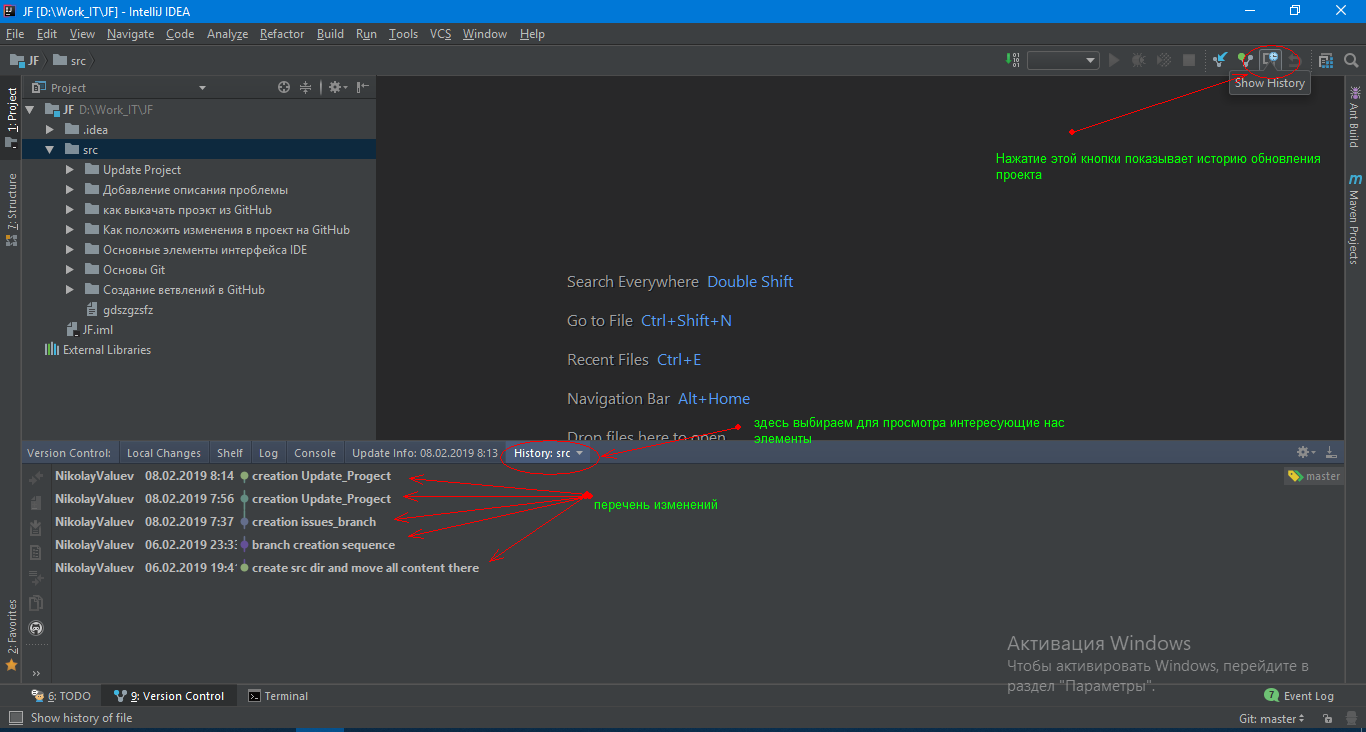 JF [D:\Work_IT\JF] - IntelliJ IDEA
File Edit View Navigate Code Analyze Refactor Build Run Tools VCS Window Help
JF src
Show History
Project
JF D:\Work_IT\JF
.idea
src
Update Project
Добавление описания проблемы
как выкачать проэкт из GitHub
Как положить изменения в проект на GitHub
Основные элементы интерфейса IDE
Основы Git
Создание ветвлений в GitHub
gdszgzsfz
JF.iml
External Libraries
1: Project
7: Structure
2: Favorites
Ant Build
Maven Projects
Нажатие этой кнопки показывает историю обновления
проекта
Search Everywhere Double Shift
Go to File Ctrl+Shift+N
Recent Files Ctrl+E
Navigation Bar Alt+Home
Drop files here to open
здесь выбираем для просмотра интересующие нас
элементы
Version Control: Local Changes Shelf Log Console Update Info: 08.02.2019 8:13 History: src
NikolayValuev 08.02.2019 8:14 creation Update_Progect
master
NikolayValuev 08.02.2019 7:56 creation Update_Progect
перечень изменений
NikolayValuev 08.02.2019 7:37 creation issues_branch
NikolayValuev 06.02.2019 23:3 branch creation sequence
NikolayValuev 06.02.2019 19:4 create src dir and move all content there
Активация Windows
Чтобы активировать Windows, перейдите в
раздел "Параметры".
6: TODO 9: Version Control Terminal 7 Event Log
Show history of file Git: master